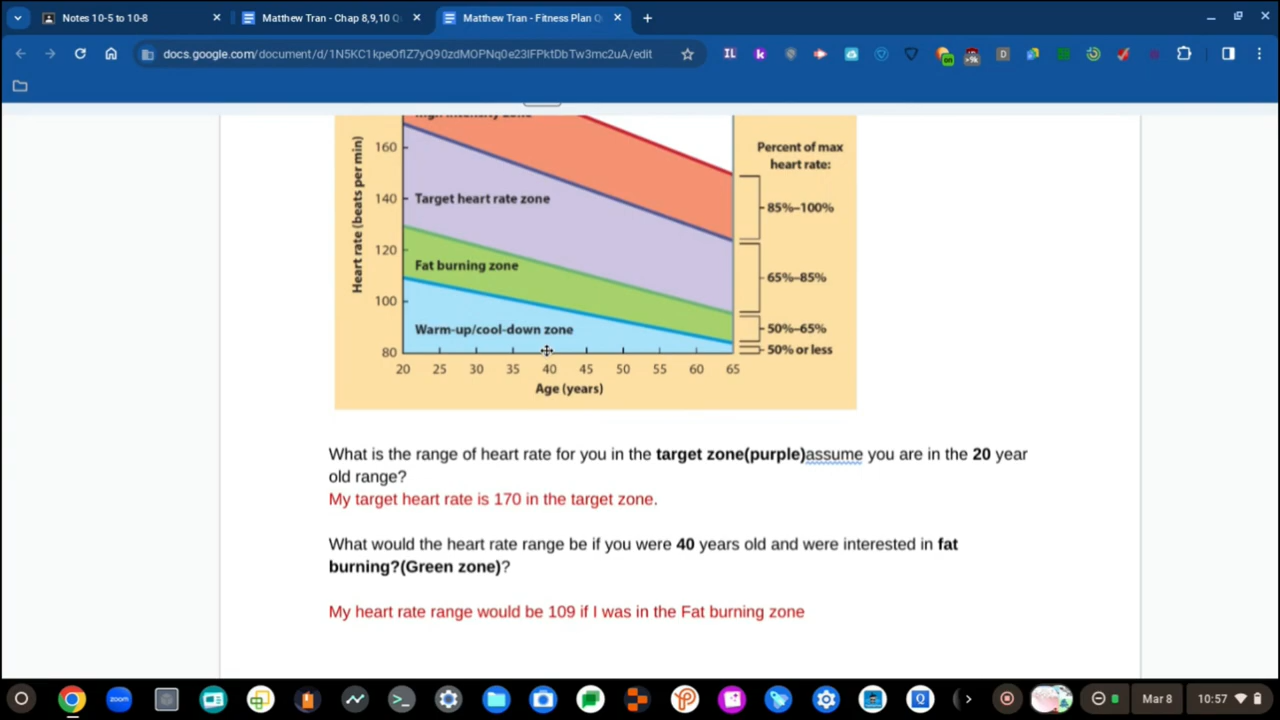 Notes 10-5 to 10-8
Matthew Tran - Chap 8,9,10 Q
Matthew Tran - Fitness Plan Q
docs.google.com/document/d/1N5KC1kpeOflZ7yQ90zdMOPNq0e23IFPktDbTw3mc2uA/edit
High intensity zone
Percent of max
heart rate:
Heart rate (beats per min)
160
140
120
100
80
Target heart rate zone
85%–100%
Fat burning zone
65%–85%
Warm-up/cool-down zone
50%–65%
50% or less
20 25 30 35 40 45 50 55 60 65
Age (years)
What is the range of heart rate for you in the target zone(purple)assume you are in the 20 year
old range?
My target heart rate is 170 in the target zone.
What would the heart rate range be if you were 40 years old and were interested in fat
burning?(Green zone)?
My heart rate range would be 109 if I was in the Fat burning zone
zoom
Mar 8
10:57